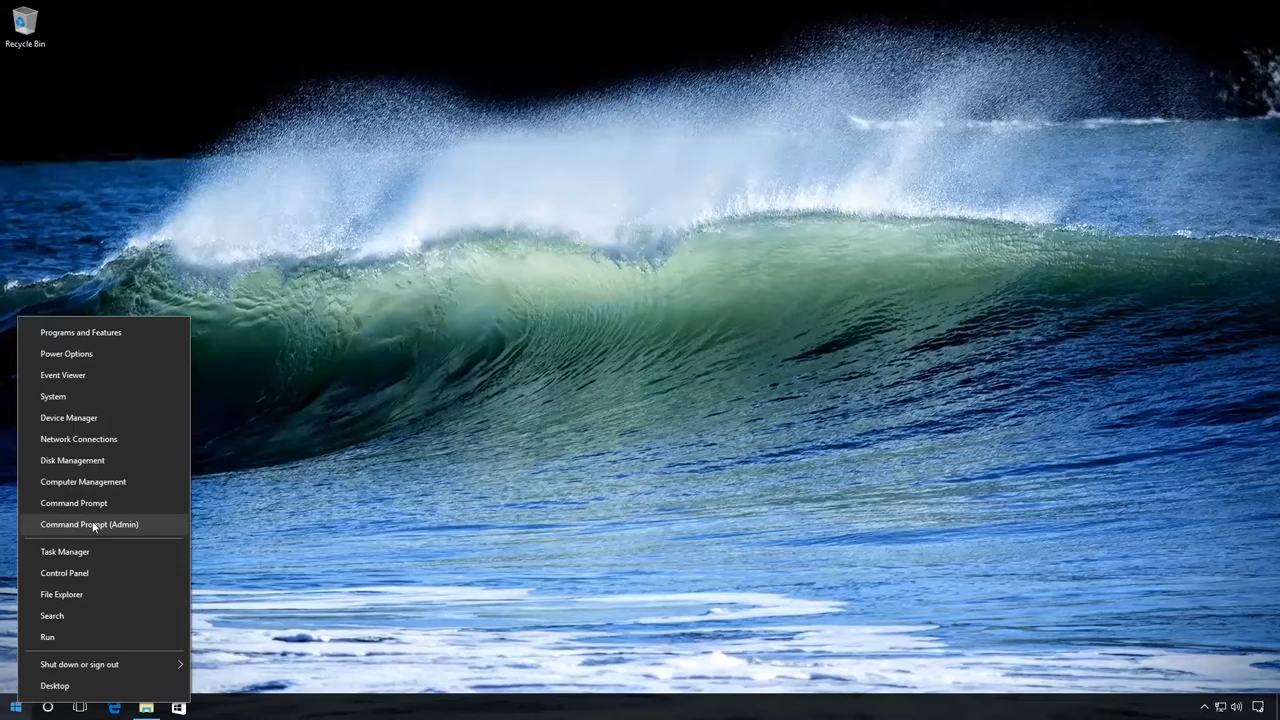 Recycle Bin
Programs and Features
Power Options
Event Viewer
System
Device Manager
Network Connections
Disk Management
Computer Management
Command Prompt
Command Prompt (Admin)
Task Manager
Control Panel
File Explorer
Search
Run
Shut down or sign out
Desktop